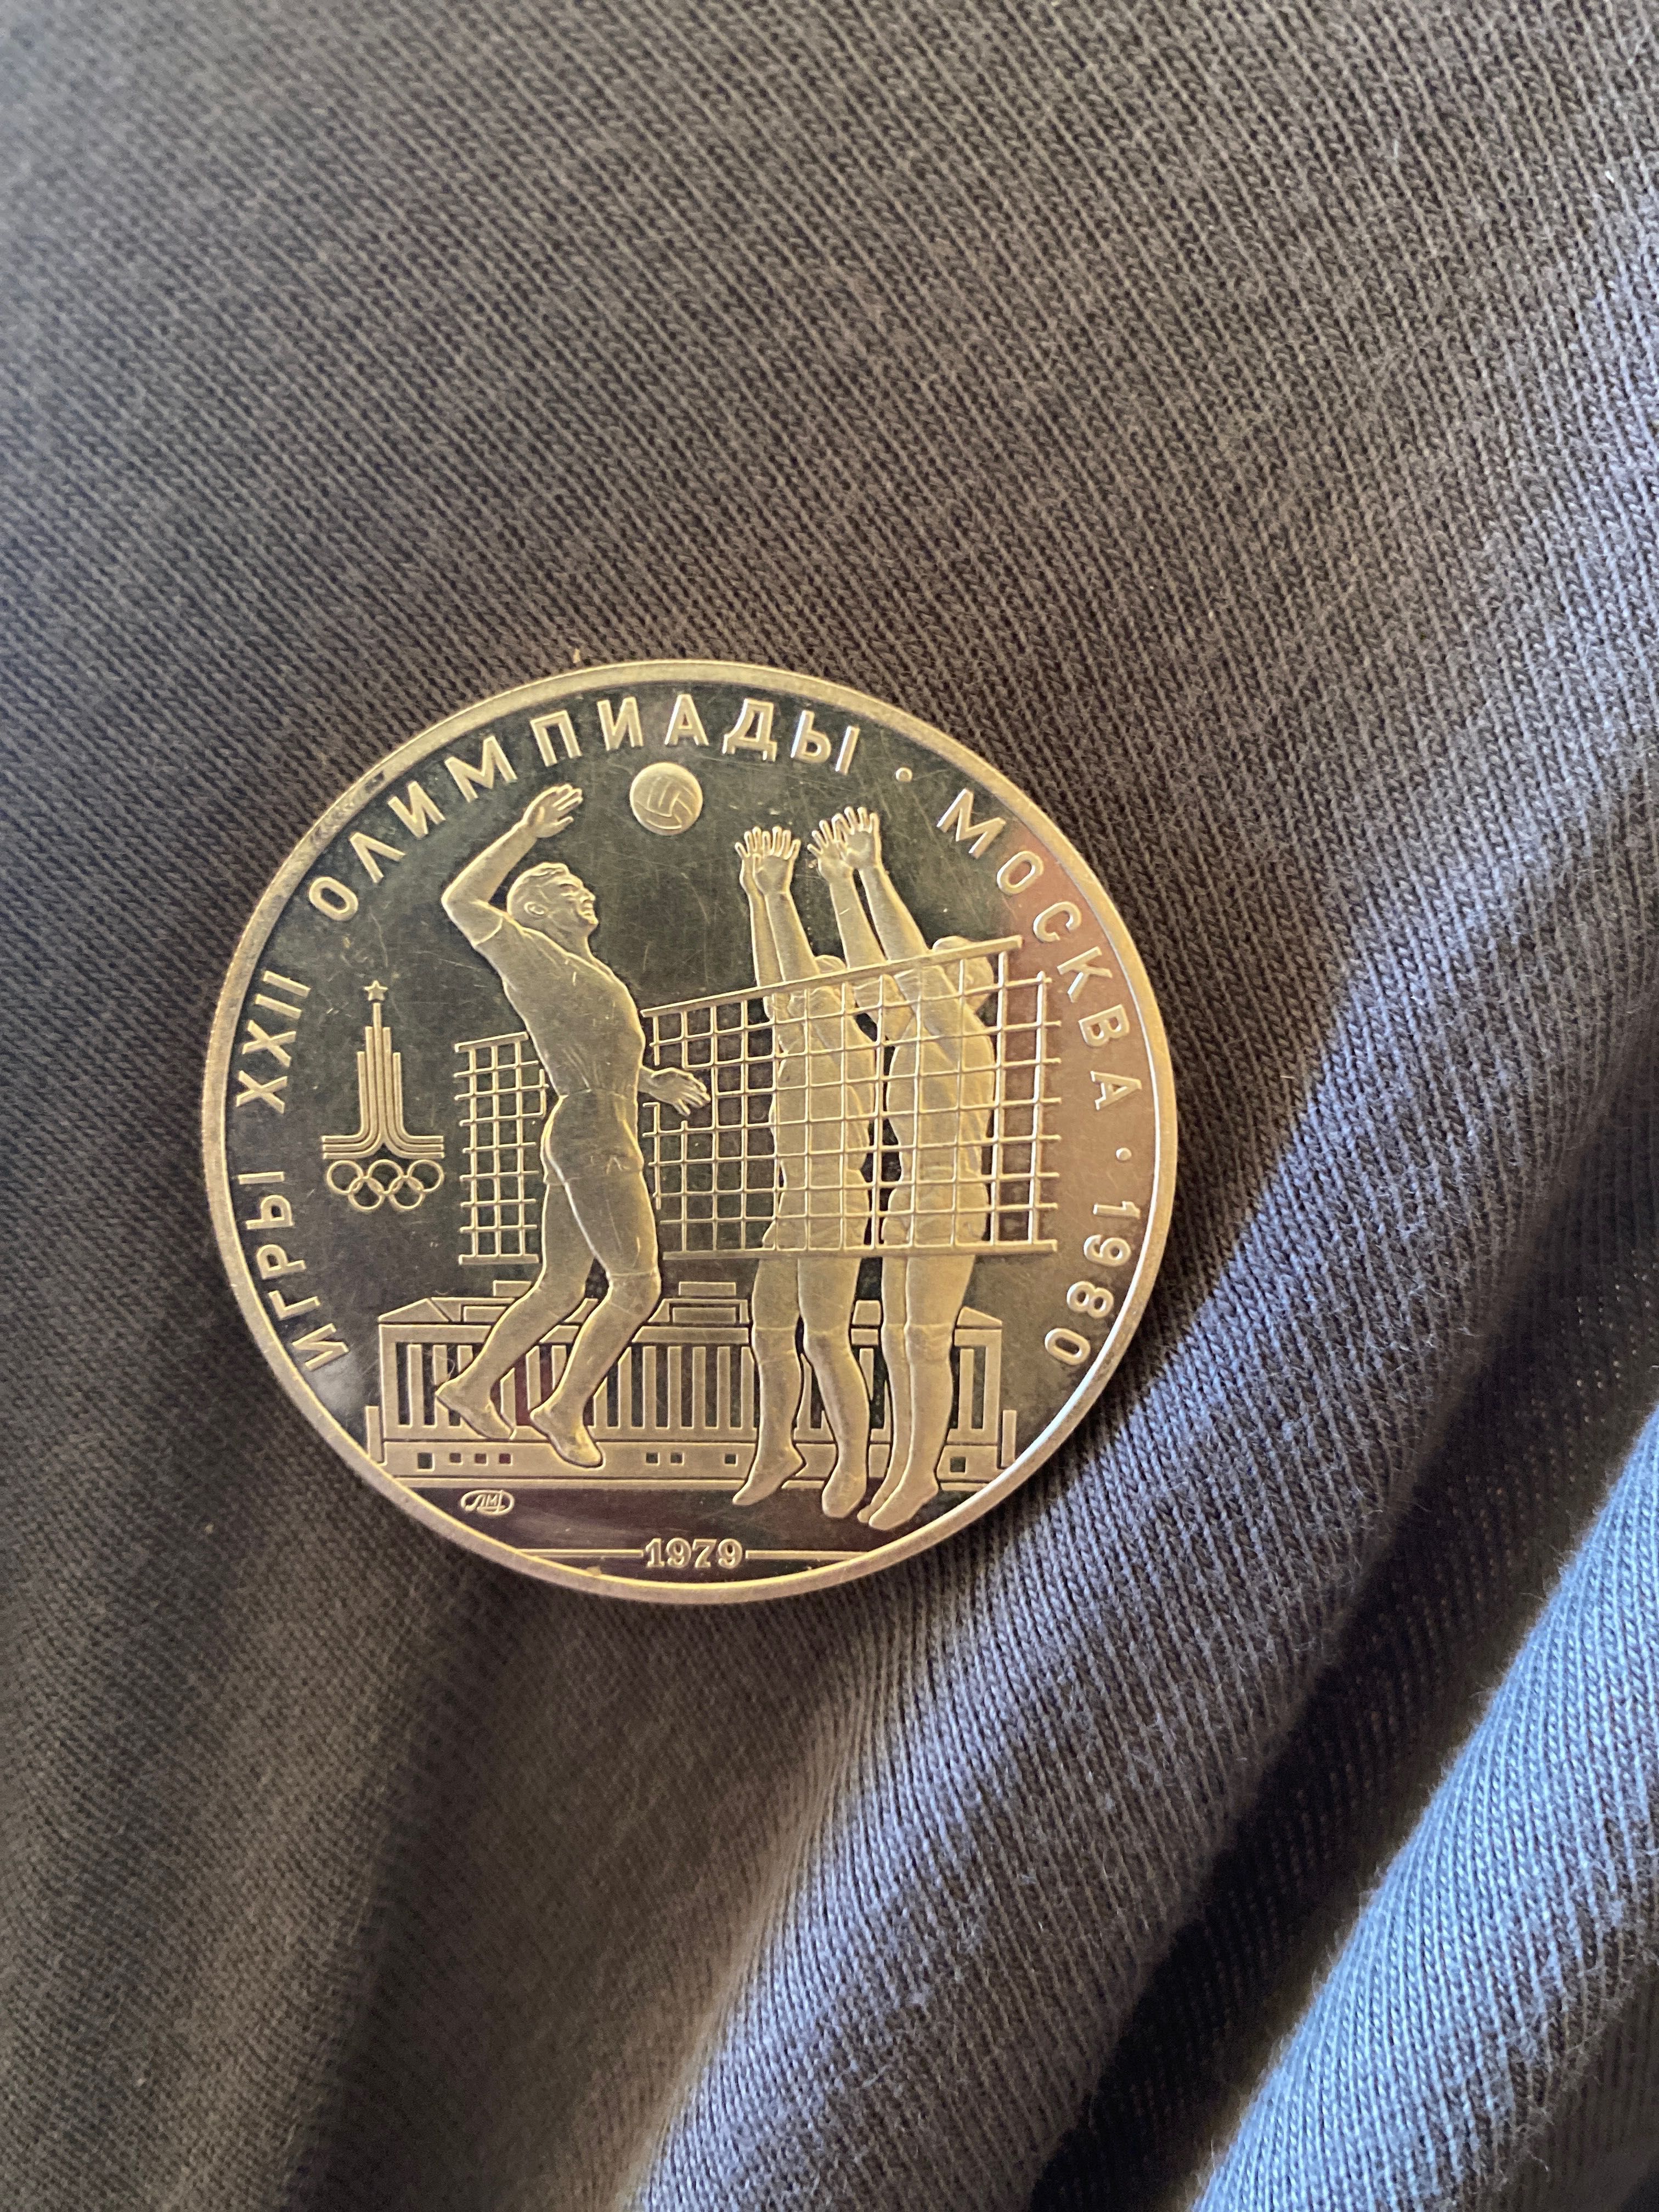 ИГРЫ XXII ОЛИМПИАДЫ · МОСКВА · 1980
ЛМД
1979